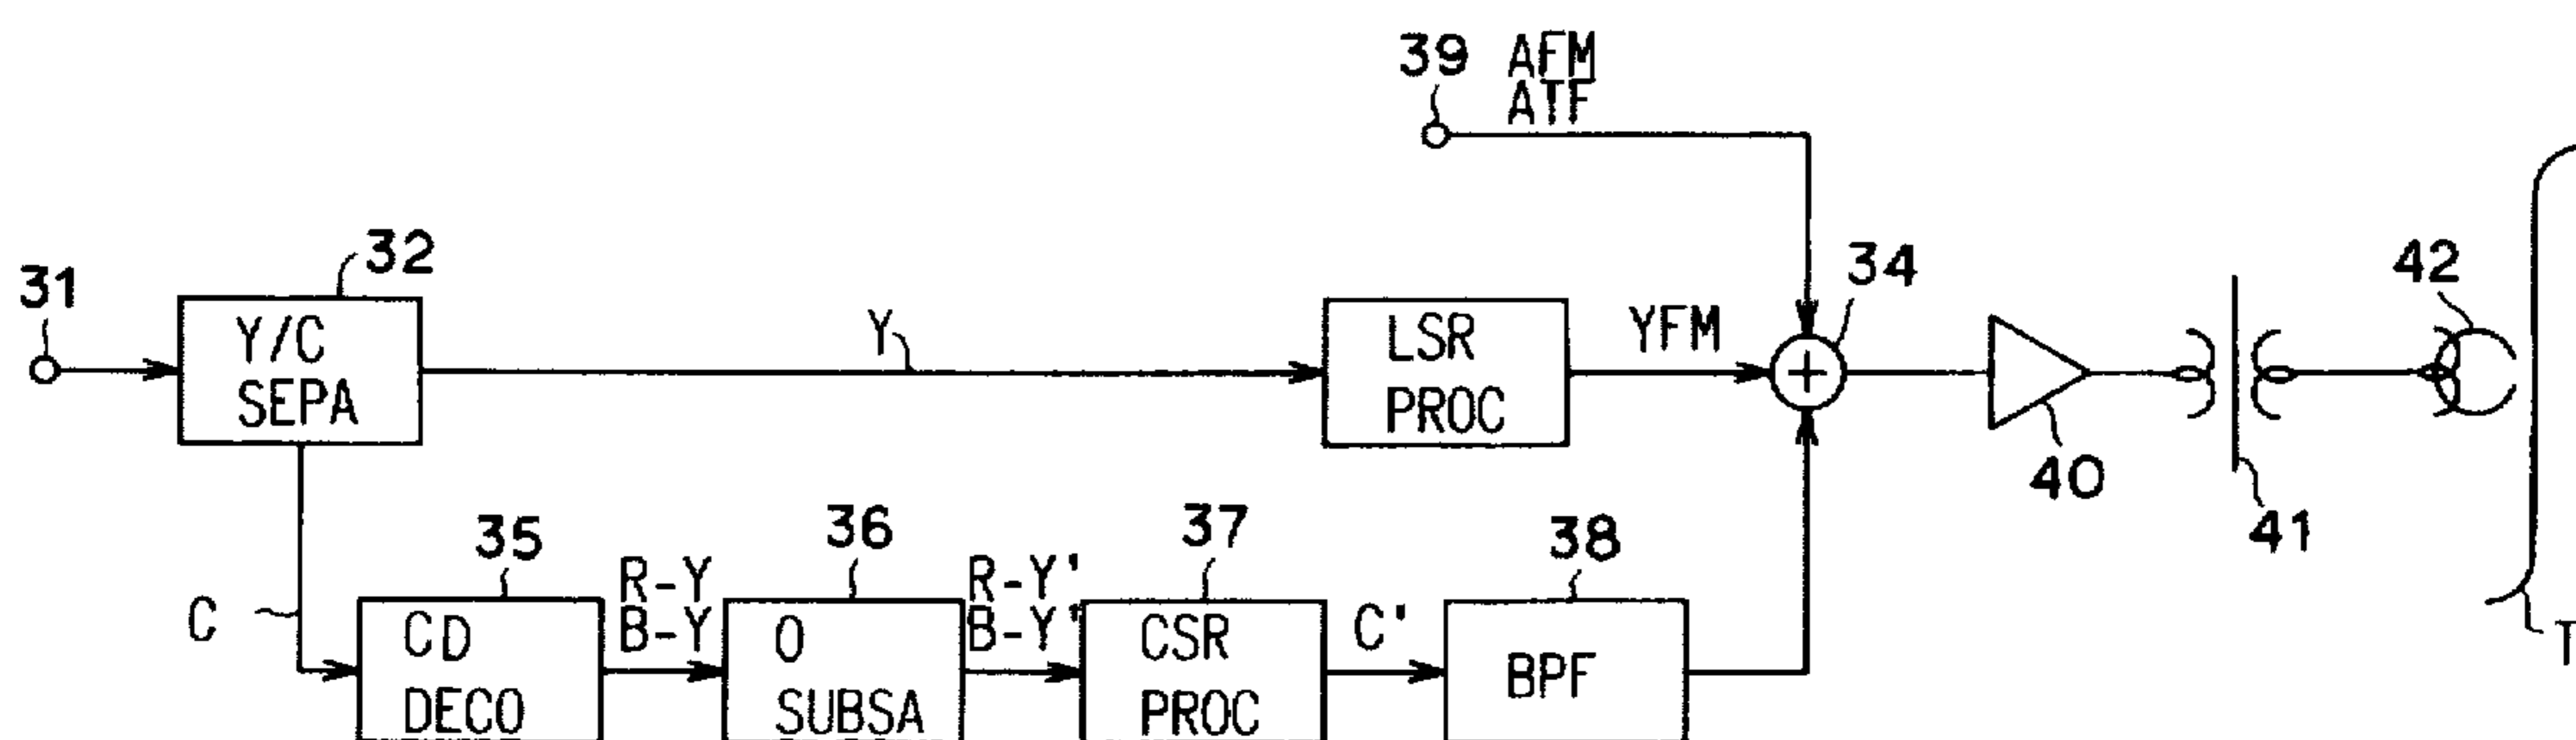 39 AFM
ATF
31
32
34
42
Y/C
SEPA
Y
LSR
PROC
YFM
40
41
C
35
36
37
38
R-Y
B-Y
R-Y'
B-Y'
C'
CD
DECO
O
SUBSA
CSR
PROC
BPF
T